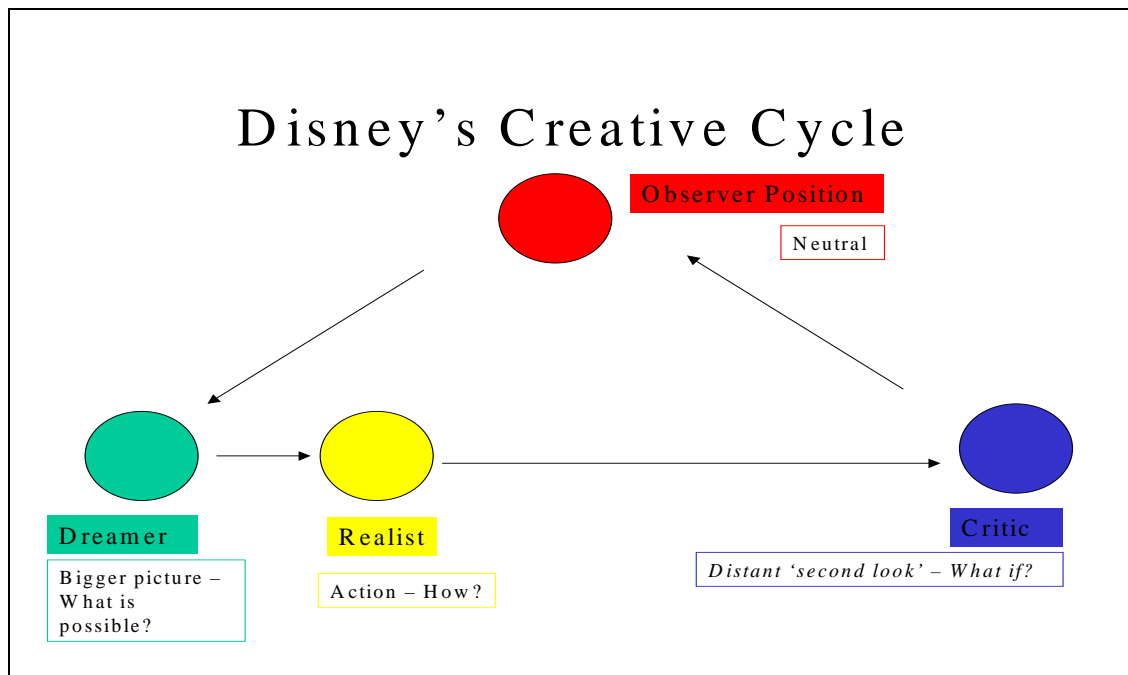 Disney’s Creative Cycle
Observer Position
Neutral
Dreamer
Bigger picture –
What is
possible?
Realist
Action – How?
Critic
Distant ‘second look’ – What if?